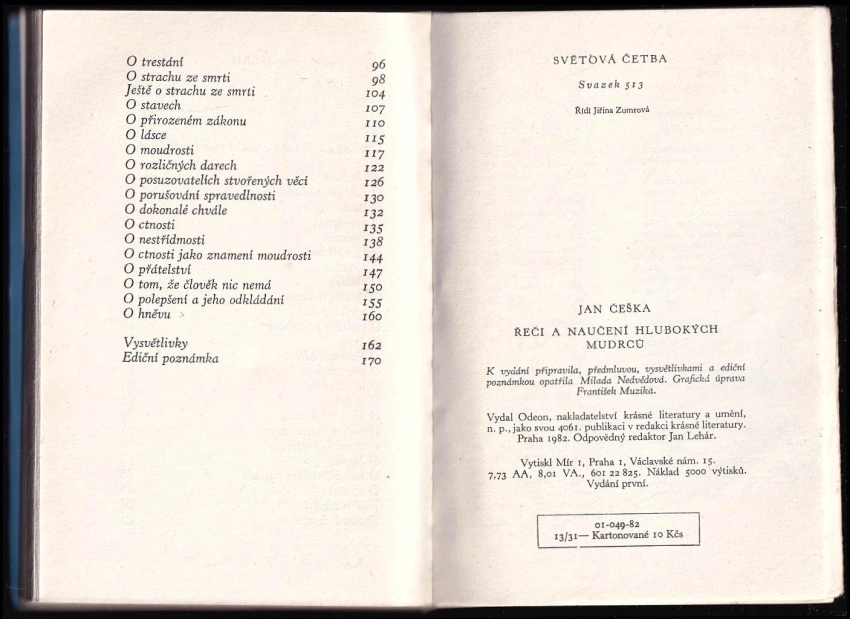 O trestání 96
O strachu ze smrti 98
Ještě o strachu ze smrti 104
O stavech 107
O přirozeném zákonu 110
O lásce 115
O moudrosti 117
O rozličných darech 122
O posuzovatelích stvořených věcí 126
O porušování spravedlnosti 130
O dokonalé chvále 132
O ctnosti 135
O nestřídmosti 138
O ctnosti jako znamení moudrosti 144
O přátelství 147
O tom, že člověk nic nemá 150
O polepšení a jeho odkládání 155
O hněvu 160
Vysvětlivky 162
Ediční poznámka 170
SVĚTOVÁ ČETBA
Svazek 513
Řídí Jiřina Zumrová
JAN ČEŠKA
ŘEČI A NAUČENÍ HLUBOKÝCH
MUDRCŮ
K vydání připravila, předmluvou, vysvětlivkami a ediční
poznámkou opatřila Milada Nedvědová. Grafická úprava
František Muzika.
Vydal Odeon, nakladatelství krásné literatury a umění,
n. p., jako svou 4061. publikaci v redakci krásné literatury.
Praha 1982. Odpovědný redaktor Jan Lehár.
Vytiskl Mír 1, Praha 1, Václavské nám. 15.
7,73 AA, 8,01 VA., 601 22 825. Náklad 5000 výtisků.
Vydání první.
01-049-82
13/31— Kartonované 10 Kčs